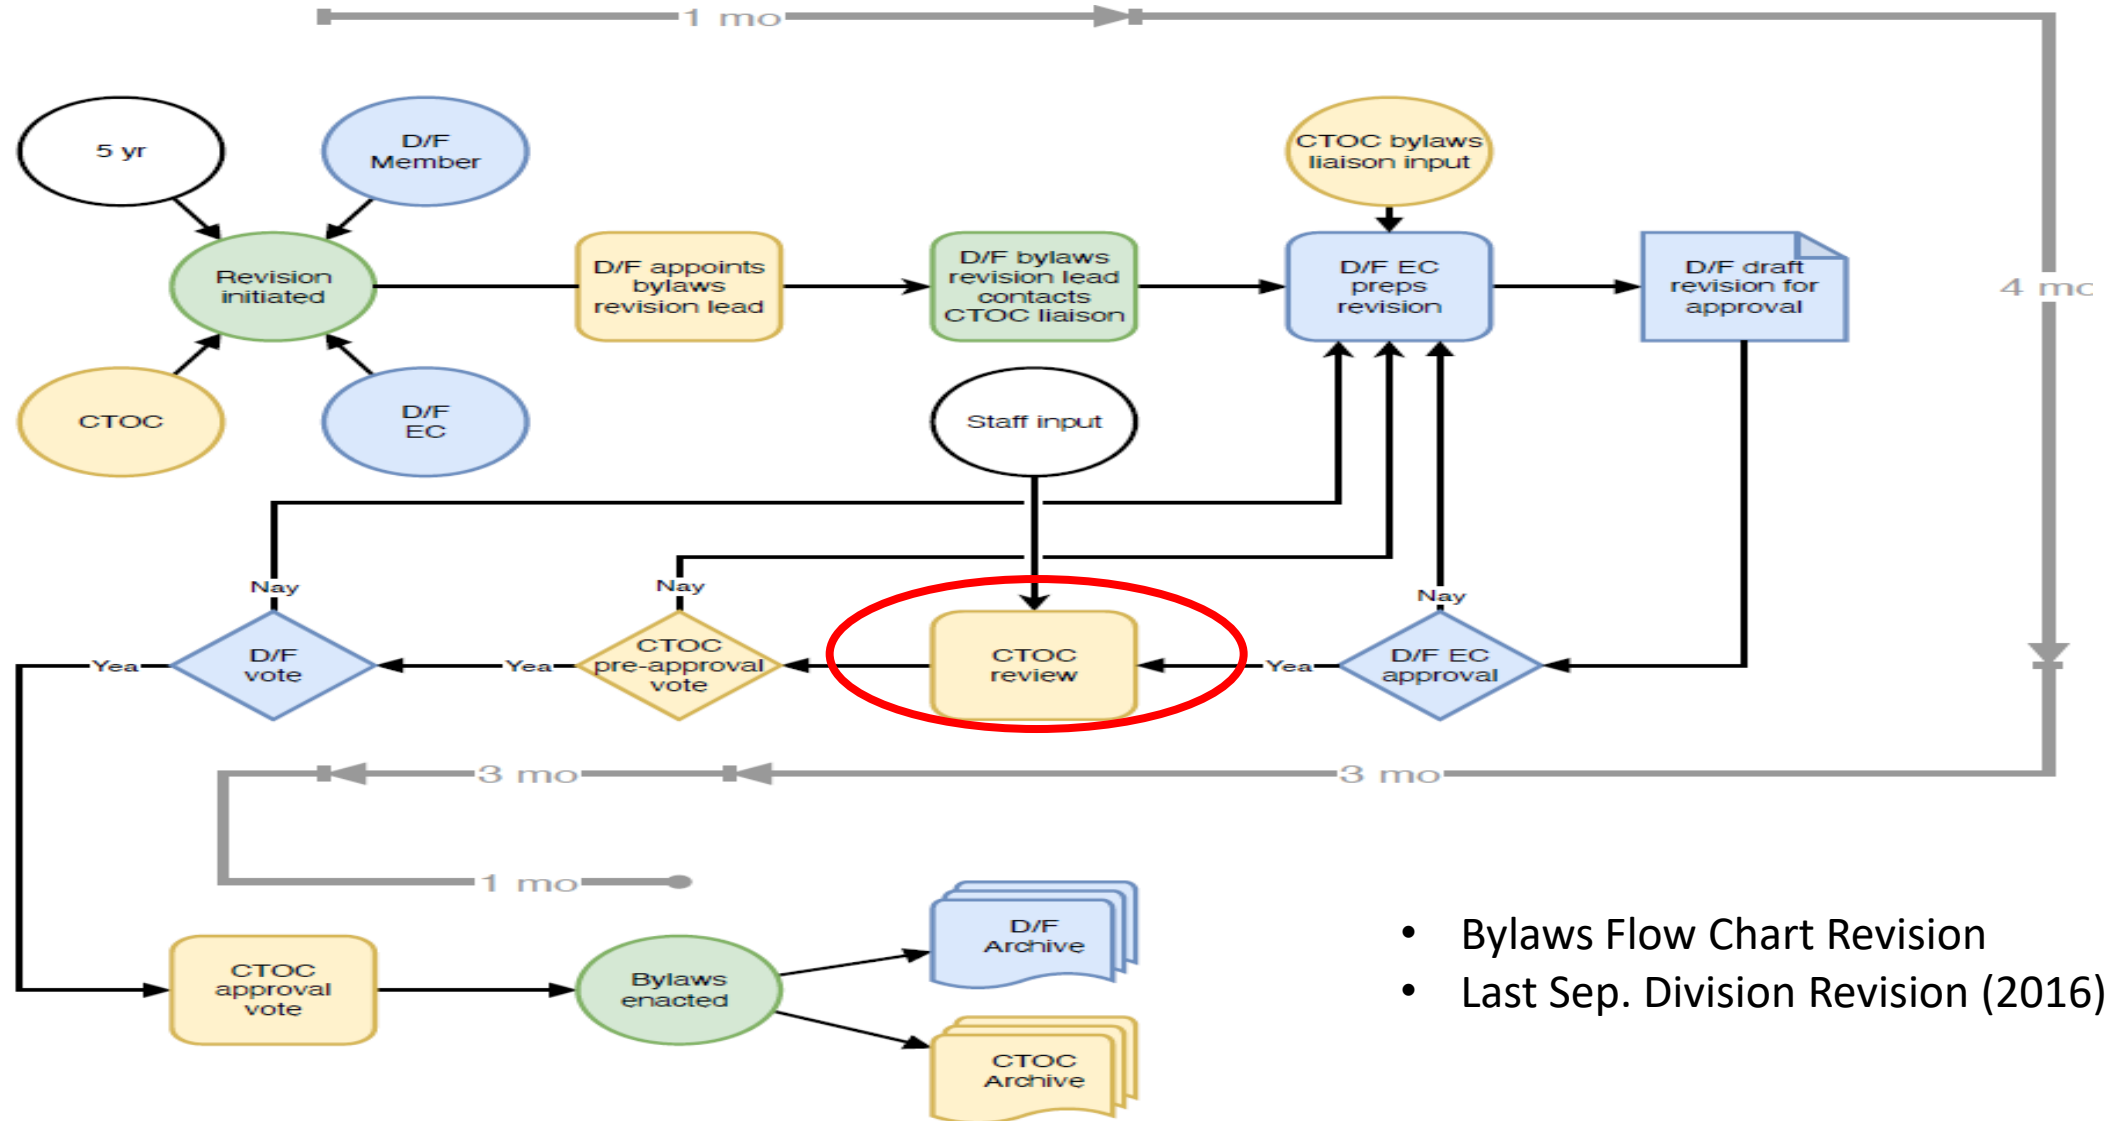 1 mo
5 yr
D/F
Member
CTOC bylaws
liaison input
Revision
initiated
D/F appoints
bylaws
revision lead
D/F bylaws
revision lead
contacts
CTOC liaison
D/F EC
preps
revision
D/F draft
revision for
approval
4 mo
CTOC
D/F
EC
Staff input
Nay
Nay
Nay
Yea
D/F
vote
Yea
CTOC
pre-approval
vote
CTOC
review
Yea
D/F EC
approval
3 mo
3 mo
1 mo
CTOC
approval
vote
Bylaws
enacted
D/F
Archive
CTOC
Archive
• Bylaws Flow Chart Revision
• Last Sep. Division Revision (2016)